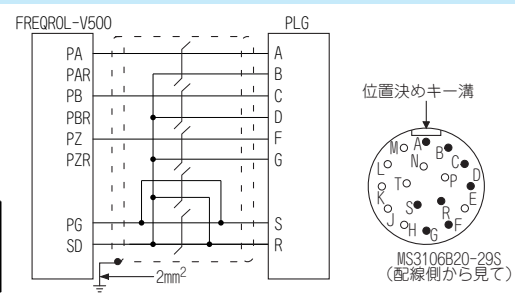 FREQROL-V500 PLG
PA A
PAR B
PB C
PBR D
PZ F
PZR G
PG S
SD R
2mm²
位置決めキー溝
M A B
L N C
K T P D
J S R E
H G F
MS3106B20-29S
(配線側から見て)